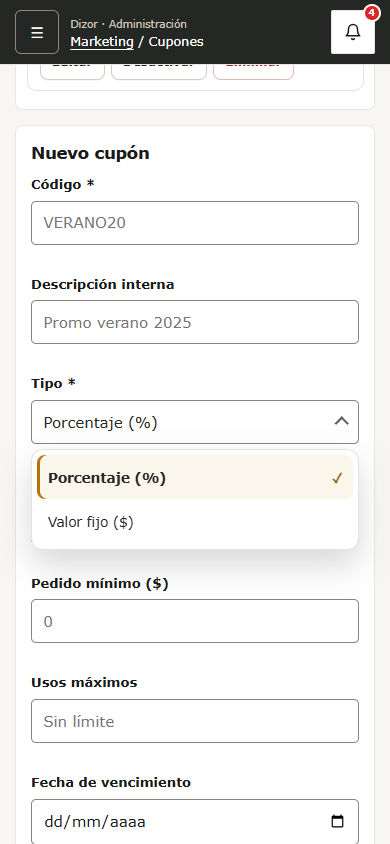 Dizor · Administración
Marketing / Cupones
4
Nuevo cupón
Código *
VERANO20
Descripción interna
Promo verano 2025
Tipo *
Porcentaje (%)
Porcentaje (%)
Valor fijo ($)
Pedido mínimo ($)
0
Usos máximos
Sin límite
Fecha de vencimiento
dd/mm/aaaa